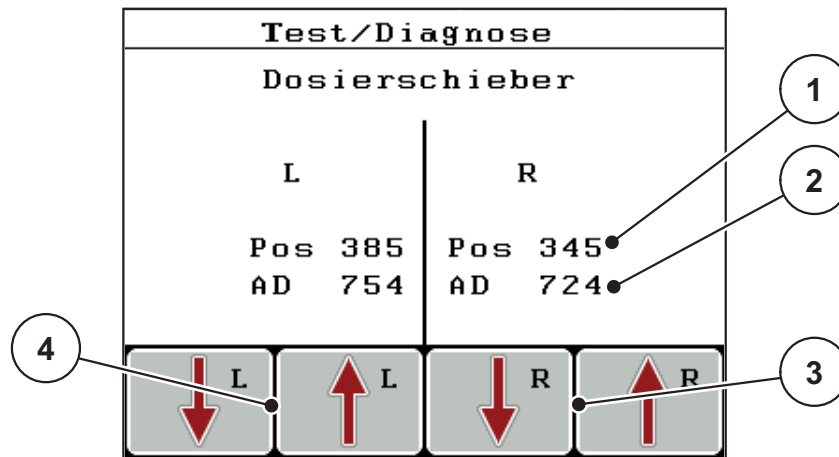 Test/Diagnose
Dosierschieber
L R
Pos 385 Pos 345
AD 754 AD 724
L L R R
1
2
3
4